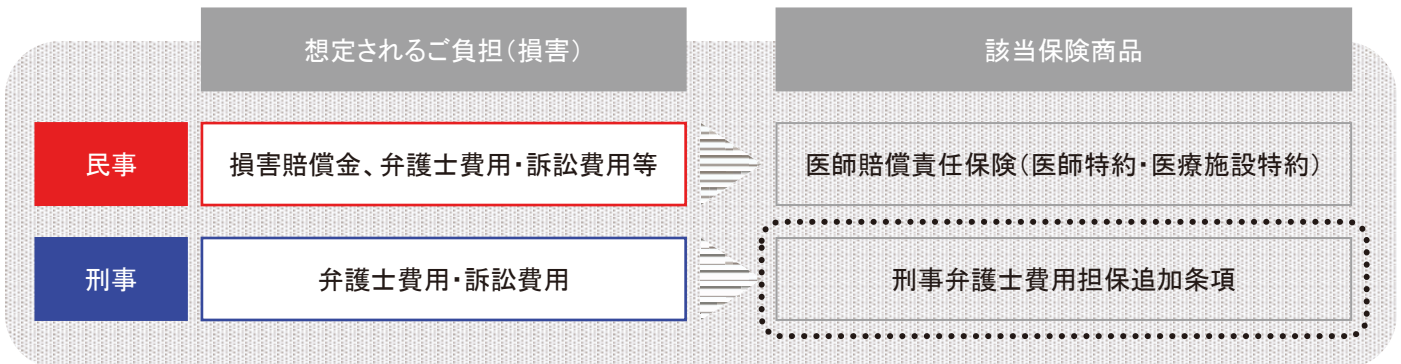 想定されるご負担（損害）
該当保険商品
民事
損害賠償金、弁護士費用・訴訟費用等
医師賠償責任保険（医師特約・医療施設特約）
刑事
弁護士費用・訴訟費用
刑事弁護士費用担保追加条項